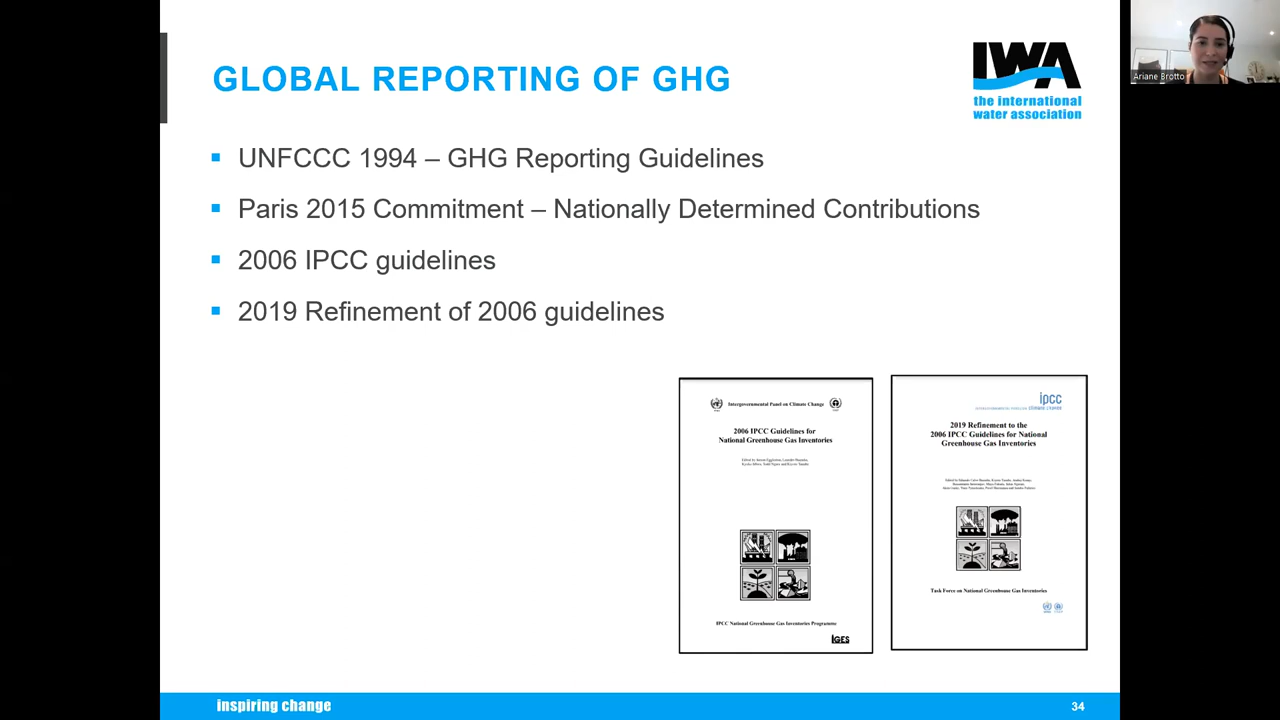 GLOBAL REPORTING OF GHG
IWA
the international
water association
Ariane Brotto
UNFCCC 1994 – GHG Reporting Guidelines
Paris 2015 Commitment – Nationally Determined Contributions
2006 IPCC guidelines
2019 Refinement of 2006 guidelines
Intergovernmental Panel on Climate Change
2006 IPCC Guidelines for
National Greenhouse Gas Inventories
IPCC National Greenhouse Gas Inventories Programme
IGES
ipcc
2019 Refinement to the
2006 IPCC Guidelines for National
Greenhouse Gas Inventories
Task Force on National Greenhouse Gas Inventories
inspiring change
34